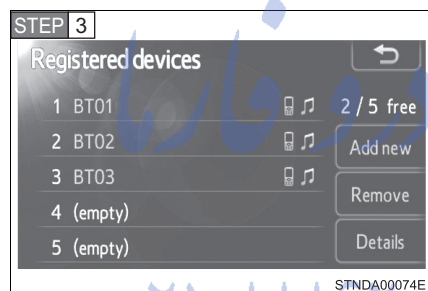 STEP 3
Registered devices
1 BT01
2 / 5 free
2 BT02
Add new
3 BT03
Remove
4 (empty)
5 (empty)
Details
STNDA00074E